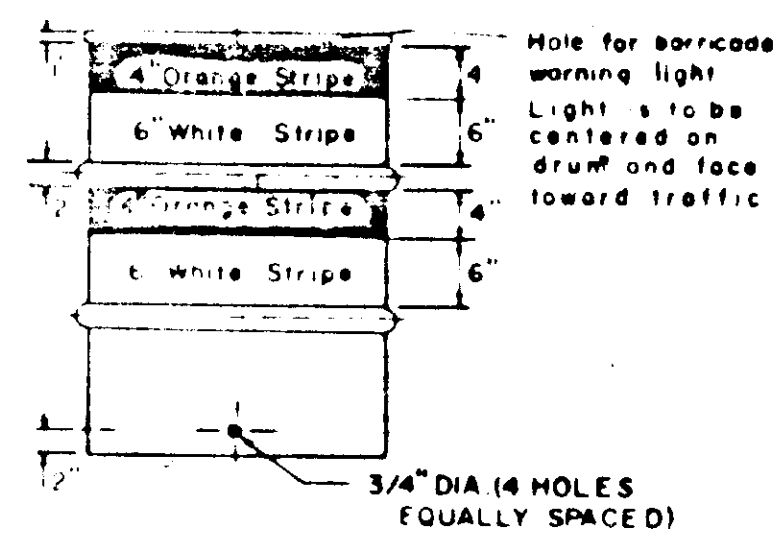 Hole for barricade
warning light
Light is to be
centered on
drum and face
toward traffic
1"
4" Orange Stripe
4
6" White Stripe
6"
2"
Orange Stripe
4"
6 White Stripe
6"
2"
3/4" DIA. (4 HOLES
EQUALLY SPACED)